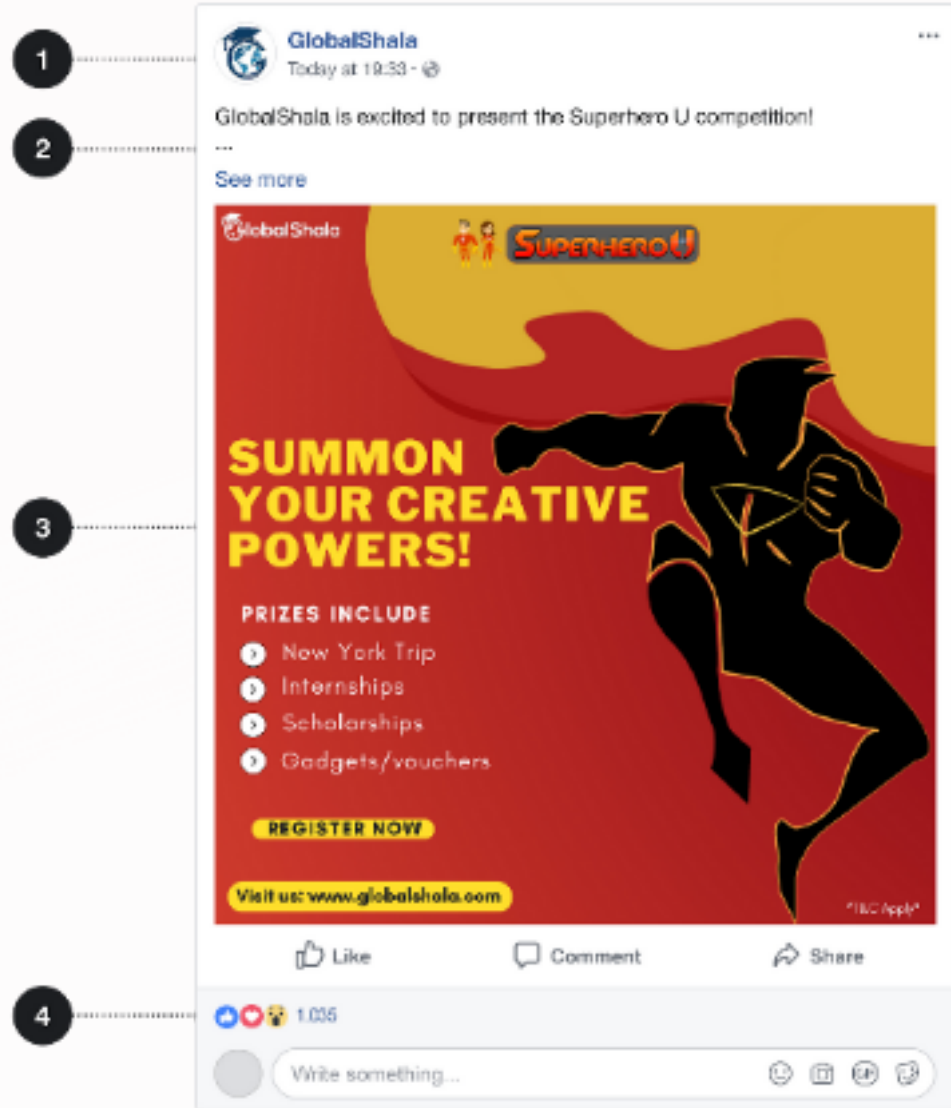 1
GlobalShala
Today at 19:33 ·
...
GlobalShala is excited to present the Superhero U competition!
2
...
See more
GlobalShala
SUPERHERO U
3
SUMMON
YOUR CREATIVE
POWERS!
PRIZES INCLUDE
New York Trip
Internships
Scholarships
Gadgets/vouchers
REGISTER NOW
Visit us: www.globalshala.com
*T&C Apply*
Like
Comment
Share
4
1.035
Write something...
GIF